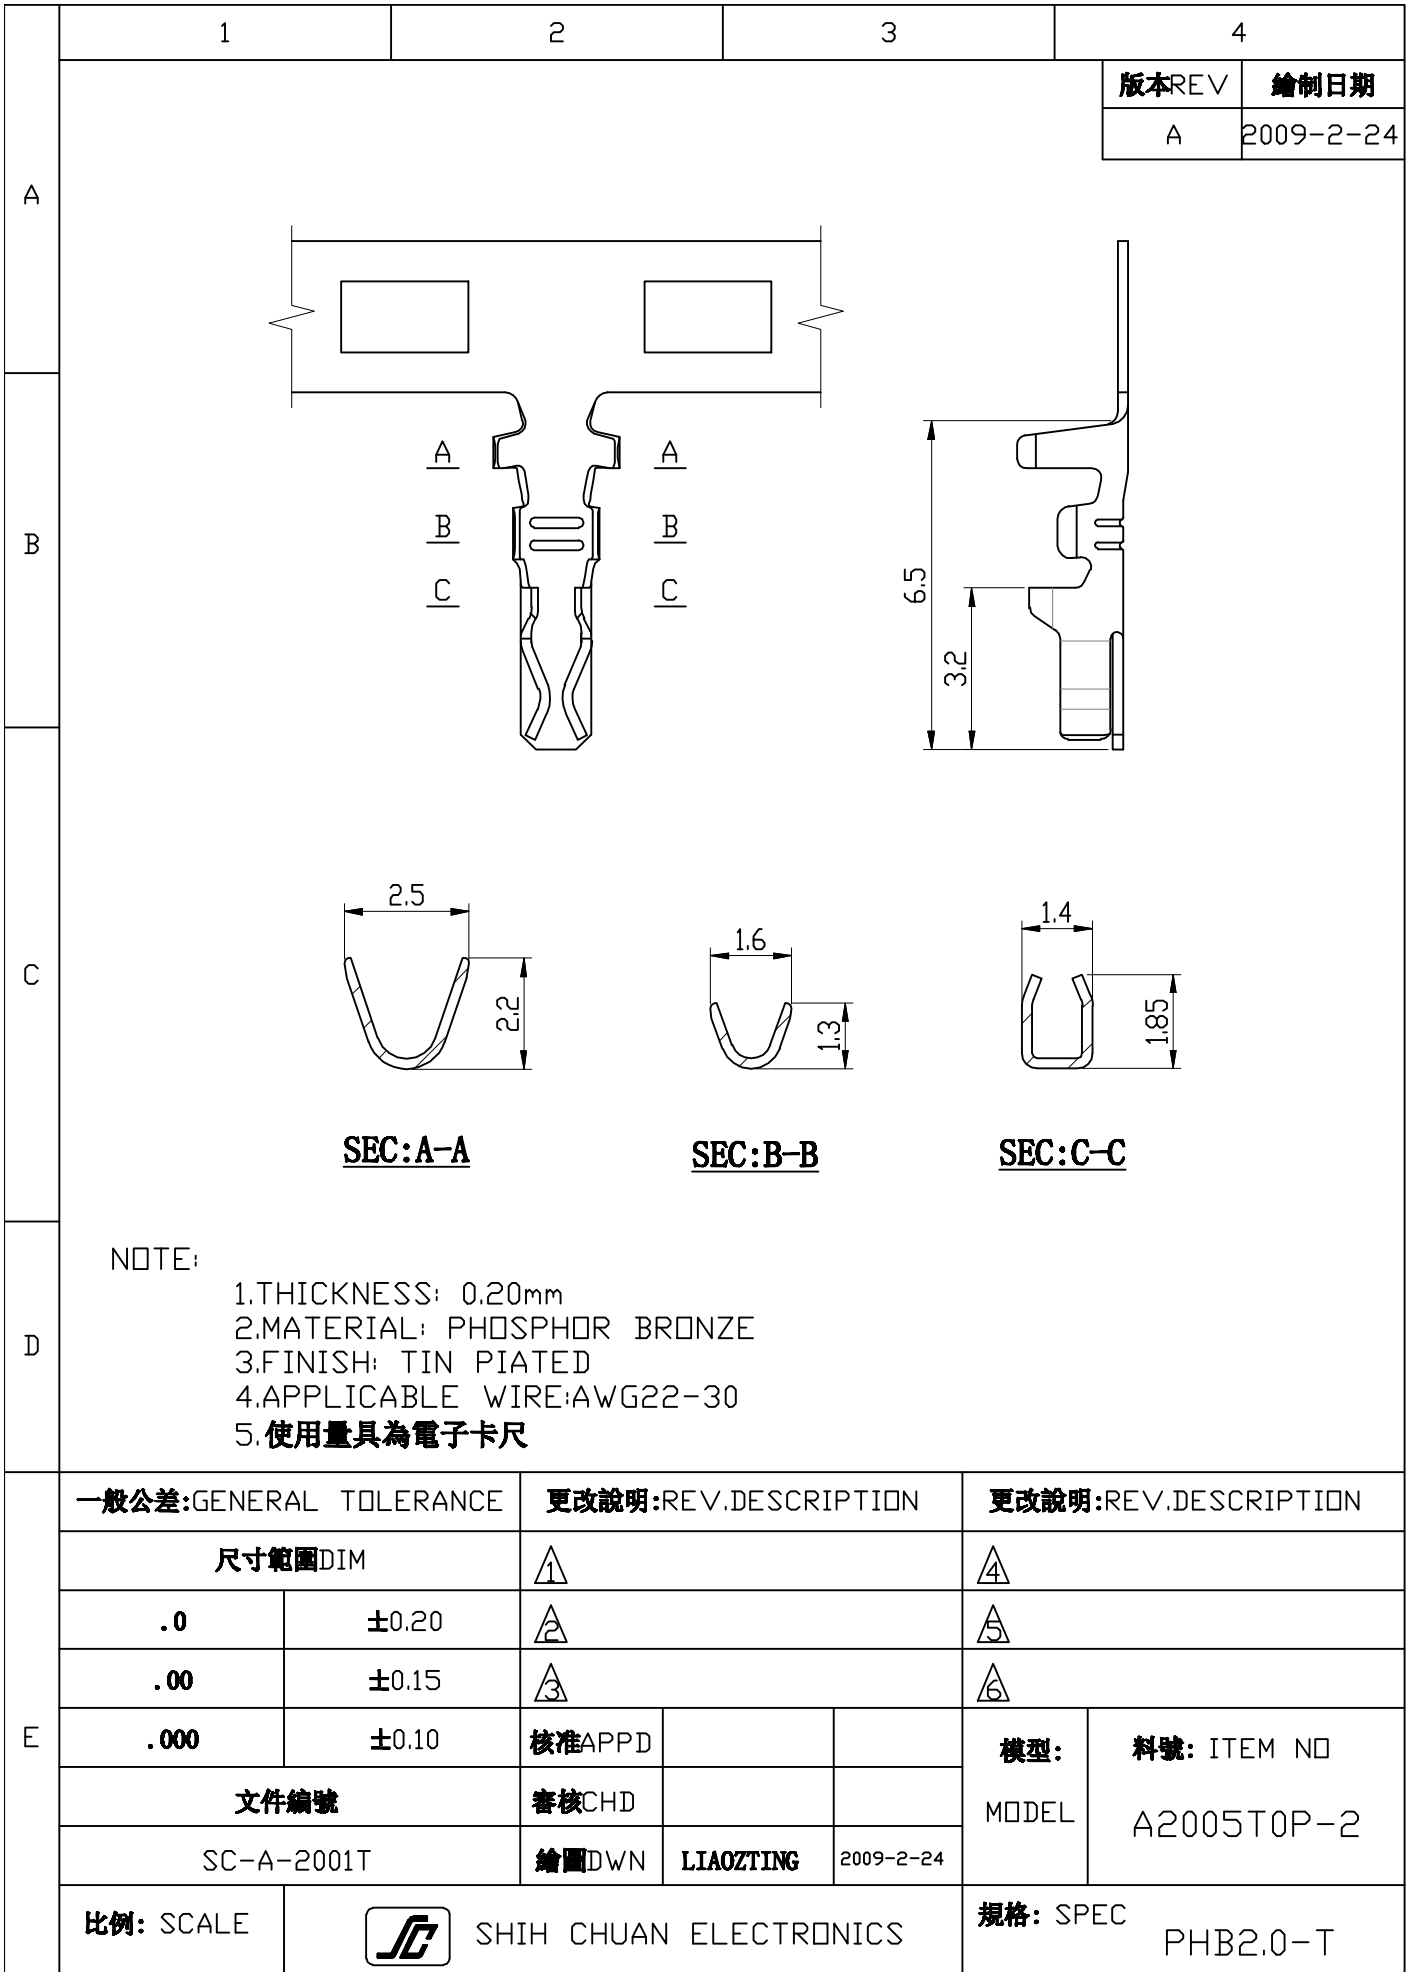 1 2 3 4
版本REV 繪制日期
A 2009-2-24
A
B
C
D
E
A A
B B
C C
6.5
3.2
2.5
2.2
1.6
1.3
1.4
1.85
SEC:A-A
SEC:B-B
SEC:C-C
NOTE:
1.THICKNESS: 0.20mm
2.MATERIAL: PHOSPHOR BRONZE
3.FINISH: TIN PIATED
4.APPLICABLE WIRE:AWG22-30
5.使用量具為電子卡尺
一般公差:GENERAL TOLERANCE
更改說明:REV.DESCRIPTION
更改說明:REV.DESCRIPTION
尺寸範圍DIM
1
4
.0 ±0.20
2
5
.00 ±0.15
3
6
.000 ±0.10
核准APPD
模型:
MODEL
料號: ITEM NO
A2005T0P-2
文件編號
審核CHD
SC-A-2001T
繪圖DWN LIAOZTING 2009-2-24
比例: SCALE
SC SHIH CHUAN ELECTRONICS
規格: SPEC
PHB2.0-T